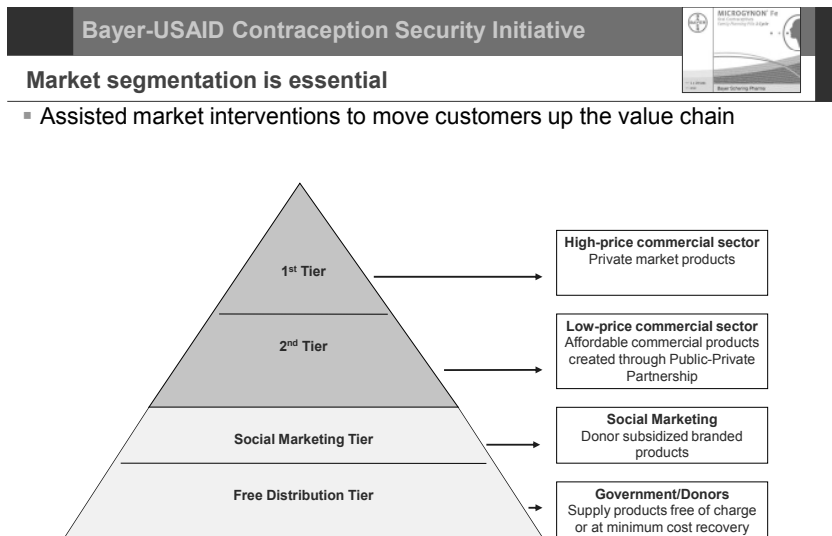 Bayer-USAID Contraception Security Initiative
MICROGYNON® Fe
Bayer Schering Pharma
Market segmentation is essential
Assisted market interventions to move customers up the value chain
1st Tier
High-price commercial sector
Private market products
2nd Tier
Low-price commercial sector
Affordable commercial products
created through Public-Private
Partnership
Social Marketing Tier
Social Marketing
Donor subsidized branded
products
Free Distribution Tier
Government/Donors
Supply products free of charge
or at minimum cost recovery